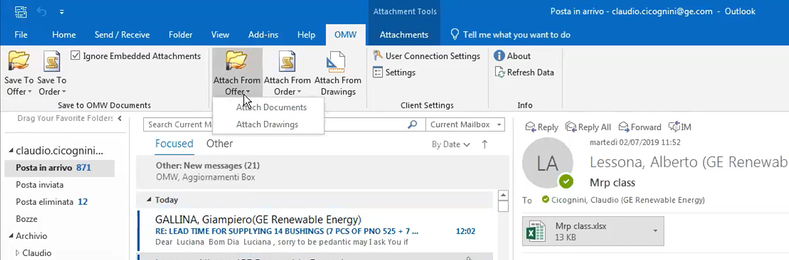 Attachment Tools
Posta in arrivo - claudio.cicognini@ge.com - Outlook
File Home Send / Receive Folder View Add-ins Help OMW Attachments Tell me what you want to do
Save To Offer
Save To Order
Ignore Embedded Attachments
Save to OMW Documents
Attach From Offer
Attach From Order
Attach From Drawings
Attach Documents
Attach Drawings
User Connection Settings
Settings
Client Settings
About
Refresh Data
Info
Drag Your Favorite Folders
claudio.cicognini...
Posta in arrivo 871
Posta inviata
Posta eliminata 12
Bozze
Archivio
Claudio
Search Current Ma
Current Mailbox
Focused Other
By Date
Other: New messages (21)
OMW, Aggiornamenti Box
Today
GALLINA, Giampiero(GE Renewable Energy)
RE: LEAD TIME FOR SUPPLYING 14 BUSHINGS (7 PCS OF PNO 525 + 7 ...
12:02
Dear Luciana Bom Dia Luciana , sorry to be pedantic may I Ask You if
Reply Reply All Forward IM
martedì 02/07/2019 11:52
LA
Lessona, Alberto (GE Renewab
Mrp class
To Cicognini, Claudio (GE Renewable Energy)
Mrp class.xlsx
13 KB